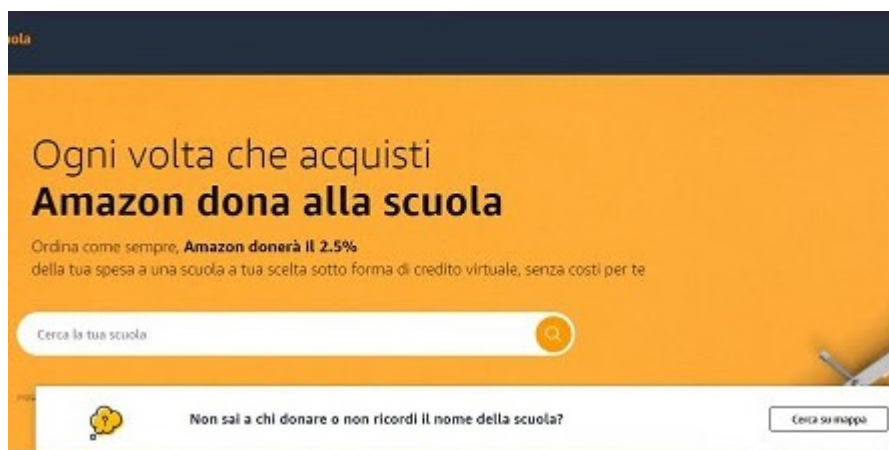 Ogni volta che acquisti
Amazon dona alla scuola
Ordina come sempre, Amazon donerà il 2.5%
della tua spesa a una scuola a tua scelta sotto forma di credito virtuale, senza costi per te
Cerca la tua scuola
Non sai a chi donare o non ricordi il nome della scuola?
Cerca su mappa